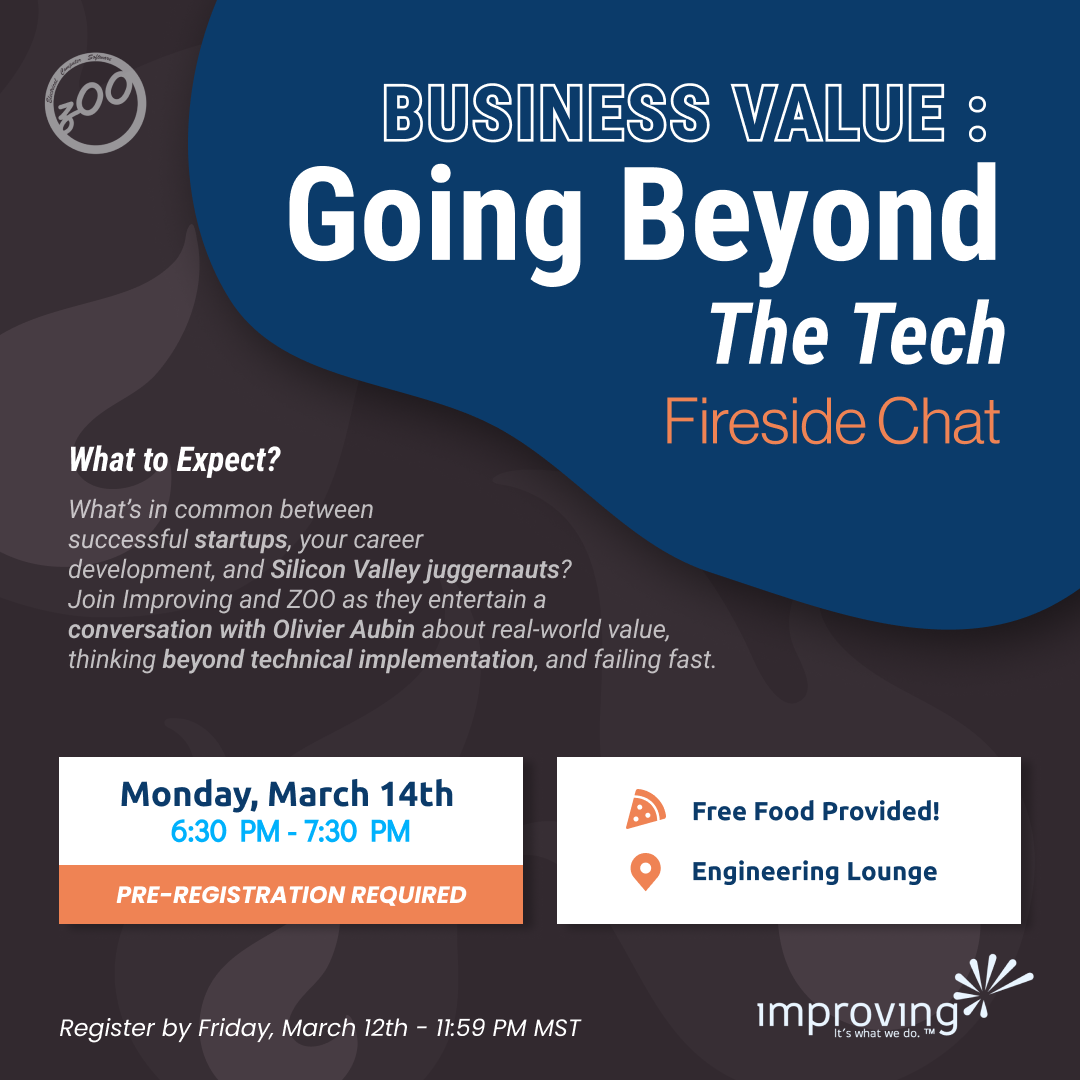 Electrical Computer Software
ZOO
BUSINESS VALUE :
Going Beyond
The Tech
Fireside Chat
What to Expect?
What's in common between
successful startups, your career
development, and Silicon Valley juggernauts?
Join Improving and ZOO as they entertain a
conversation with Olivier Aubin about real-world value,
thinking beyond technical implementation, and failing fast.
Monday, March 14th
6:30 PM - 7:30 PM
PRE-REGISTRATION REQUIRED
Free Food Provided!
Engineering Lounge
Register by Friday, March 12th - 11:59 PM MST
improving
It's what we do. ™